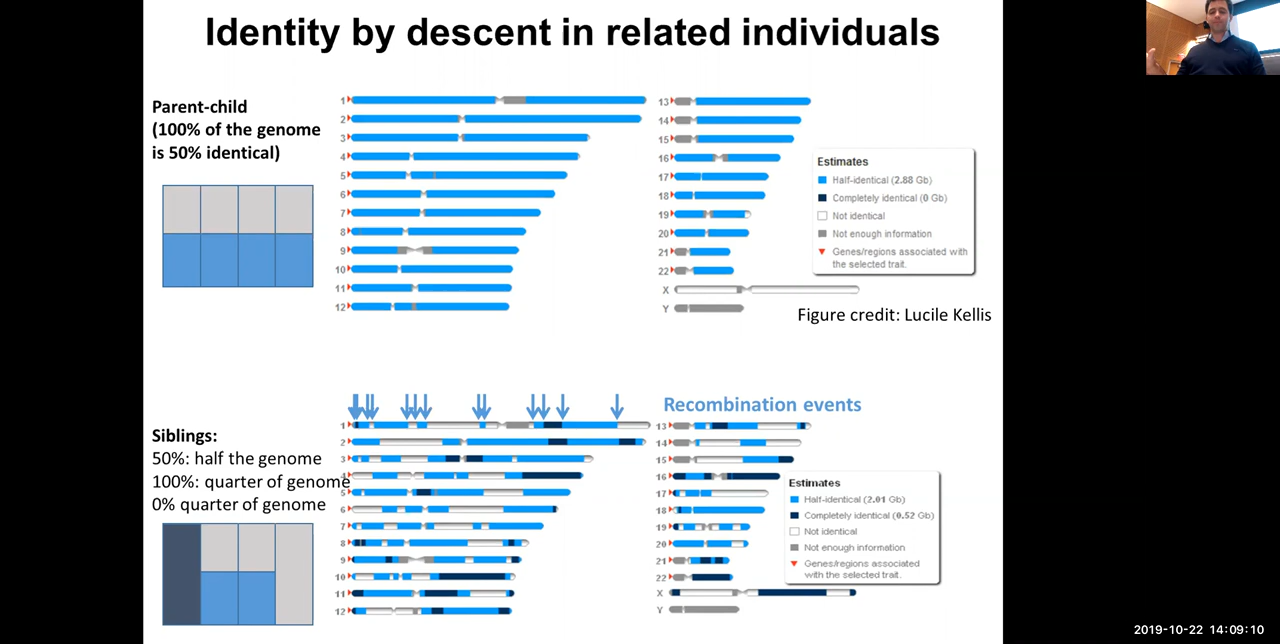 Identity by descent in related individuals
Parent-child
(100% of the genome
is 50% identical)
1
2
3
4
5
6
7
8
9
10
11
12
13
14
15
16
17
18
19
20
21
22
X
Y
Estimates
Half-identical (2.88 Gb)
Completely identical (0 Gb)
Not identical
Not enough information
Genes/regions associated with
the selected trait.
Figure credit: Lucile Kellis
Recombination events
Siblings:
50%: half the genome
100%: quarter of genome
0% quarter of genome
1
2
3
4
5
6
7
8
9
10
11
12
13
14
15
16
17
18
19
20
21
22
X
Y
Estimates
Half-identical (2.01 Gb)
Completely identical (0.52 Gb)
Not identical
Not enough information
Genes/regions associated
with the selected trait.
2019-10-22 14:09:10